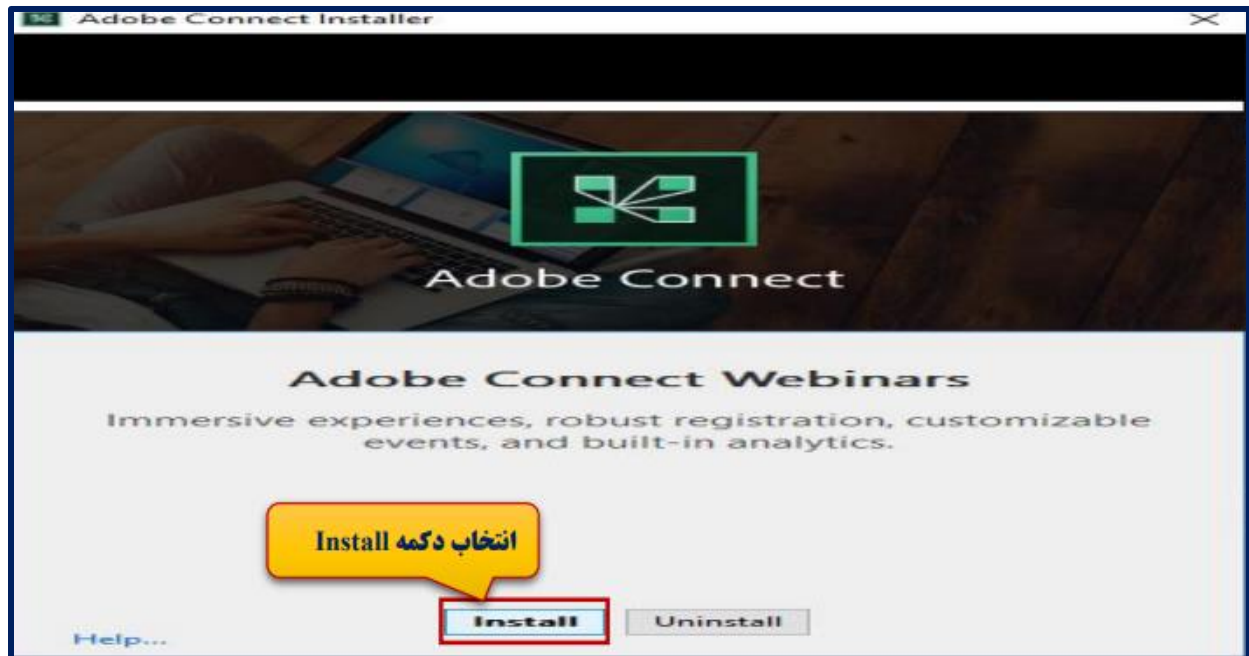 Adobe Connect Installer
Adobe Connect
Adobe Connect Webinars
Immersive experiences, robust registration, customizable
events, and built-in analytics.
انتخاب دکمه Install
Install
Uninstall
Help...